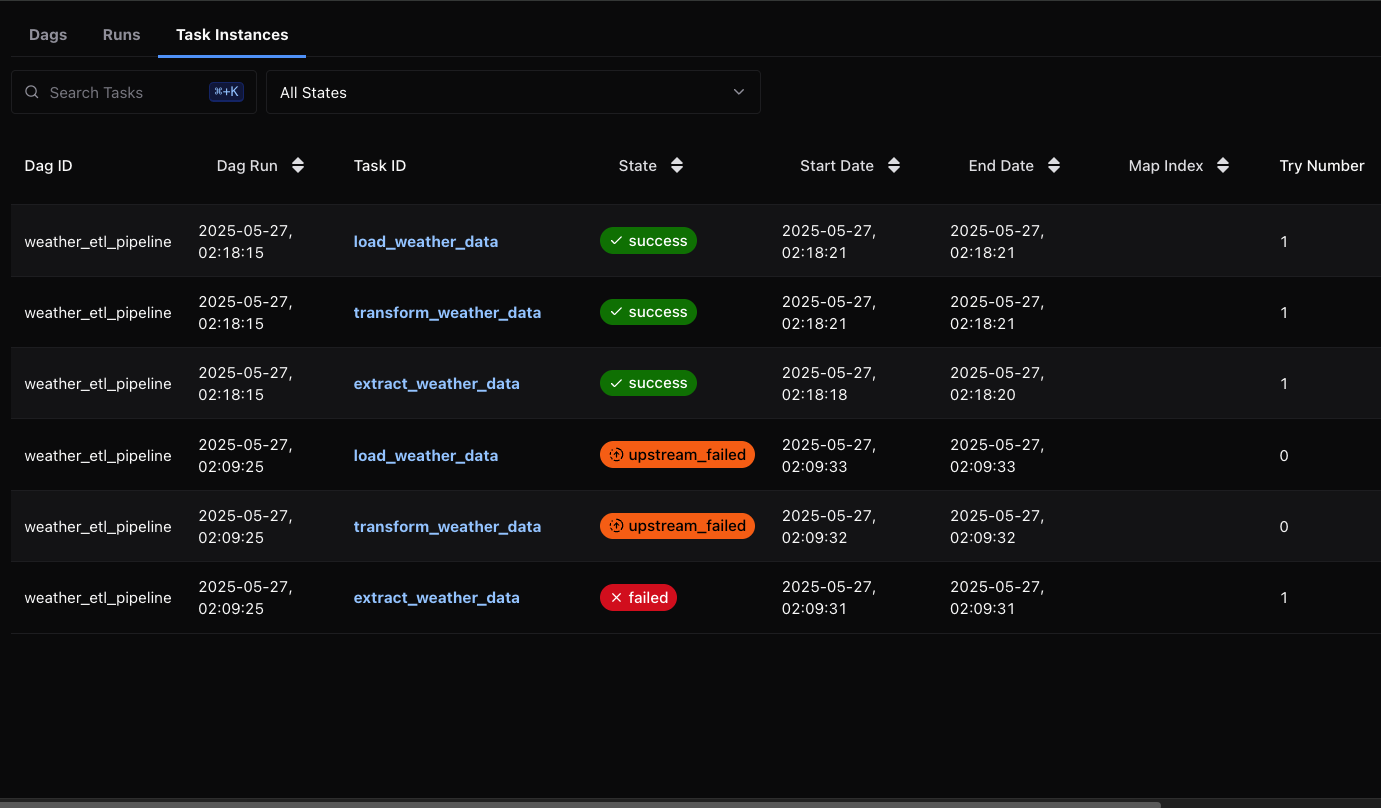 Dags Runs Task Instances
Search Tasks ⌘+K All States
Dag ID Dag Run Task ID State Start Date End Date Map Index Try Number
weather_etl_pipeline 2025-05-27, 02:18:15 load_weather_data success 2025-05-27, 02:18:21 2025-05-27, 02:18:21 1
weather_etl_pipeline 2025-05-27, 02:18:15 transform_weather_data success 2025-05-27, 02:18:21 2025-05-27, 02:18:21 1
weather_etl_pipeline 2025-05-27, 02:18:15 extract_weather_data success 2025-05-27, 02:18:18 2025-05-27, 02:18:20 1
weather_etl_pipeline 2025-05-27, 02:09:25 load_weather_data upstream_failed 2025-05-27, 02:09:33 2025-05-27, 02:09:33 0
weather_etl_pipeline 2025-05-27, 02:09:25 transform_weather_data upstream_failed 2025-05-27, 02:09:32 2025-05-27, 02:09:32 0
weather_etl_pipeline 2025-05-27, 02:09:25 extract_weather_data failed 2025-05-27, 02:09:31 2025-05-27, 02:09:31 1